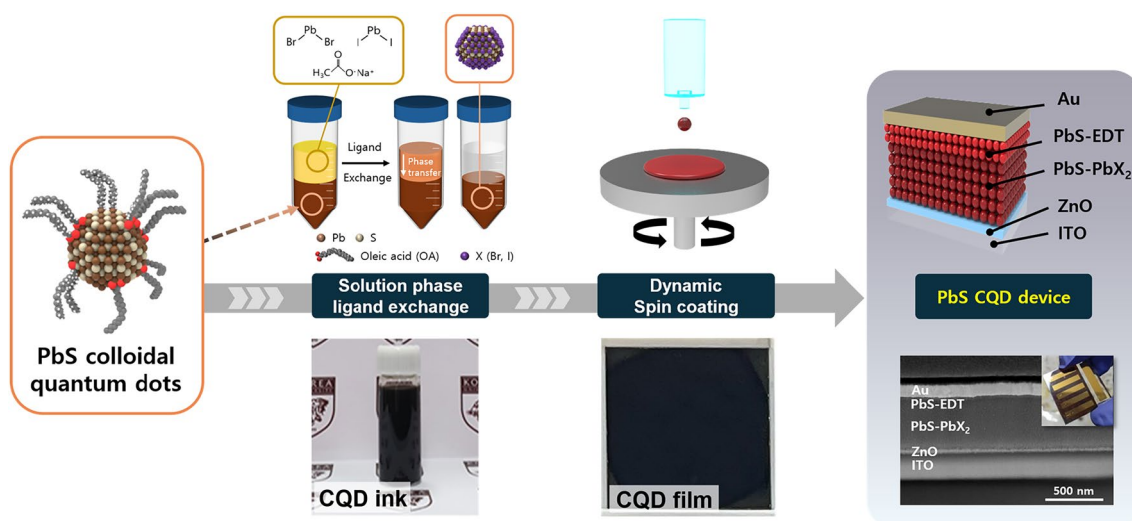 Pb
Br
Br
Pb
I
I
O
H₃C
O⁻Na⁺
Ligand
Exchange
Phase
transfer
Pb
S
Oleic acid (OA)
X (Br, I)
PbS colloidal
quantum dots
Solution phase
ligand exchange
Dynamic
Spin coating
CQD ink
CQD film
Au
PbS-EDT
PbS-PbX₂
ZnO
ITO
PbS CQD device
Au
PbS-EDT
PbS-PbX₂
ZnO
ITO
500 nm